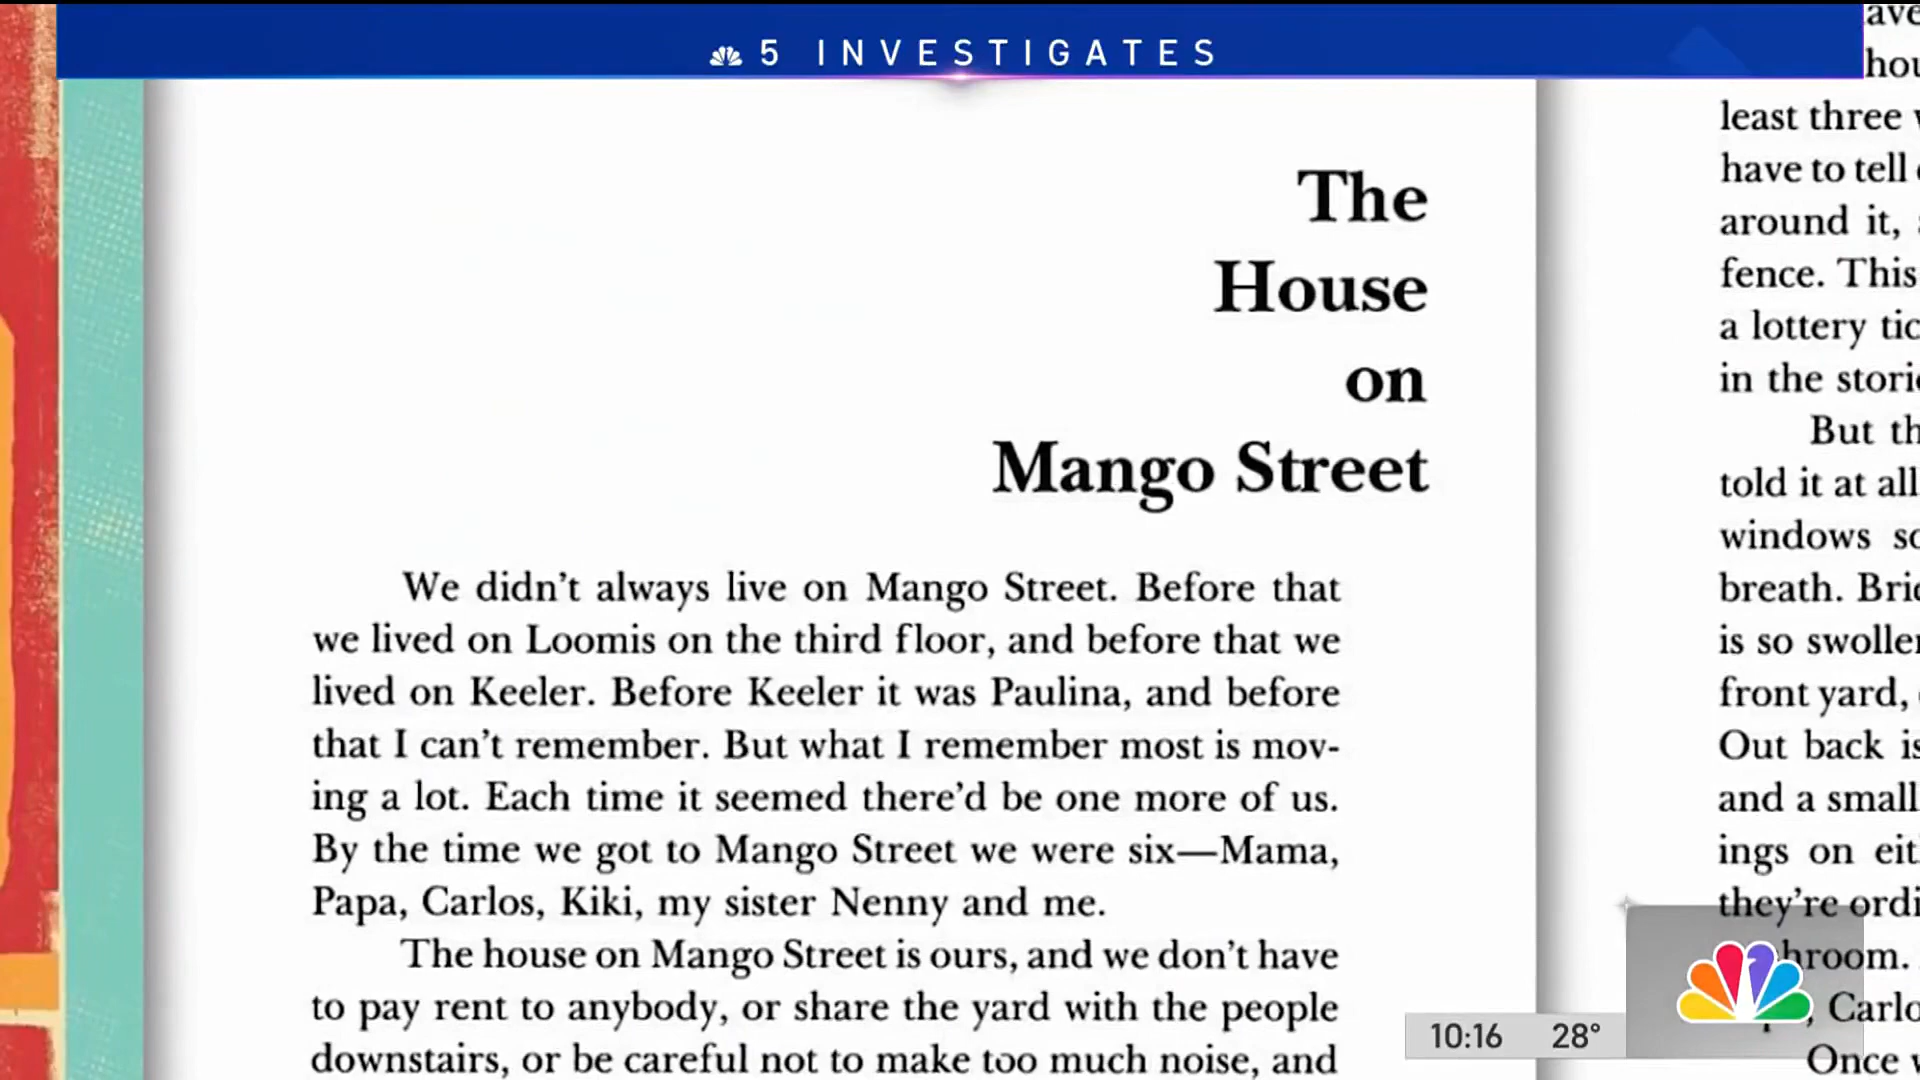 5 INVESTIGATES
The
House
on
Mango Street
We didn't always live on Mango Street. Before that
we lived on Loomis on the third floor, and before that we
lived on Keeler. Before Keeler it was Paulina, and before
that I can't remember. But what I remember most is mov-
ing a lot. Each time it seemed there'd be one more of us.
By the time we got to Mango Street we were six—Mama,
Papa, Carlos, Kiki, my sister Nenny and me.
The house on Mango Street is ours, and we don't have
to pay rent to anybody, or share the yard with the people
downstairs, or be careful not to make too much noise, and
least three
have to tell
around it,
fence. This
a lottery
in the
But
told it at all
windows
breath.
is so
front yard,
Out back
and a small
ings on
they're
Once
10:16 28°